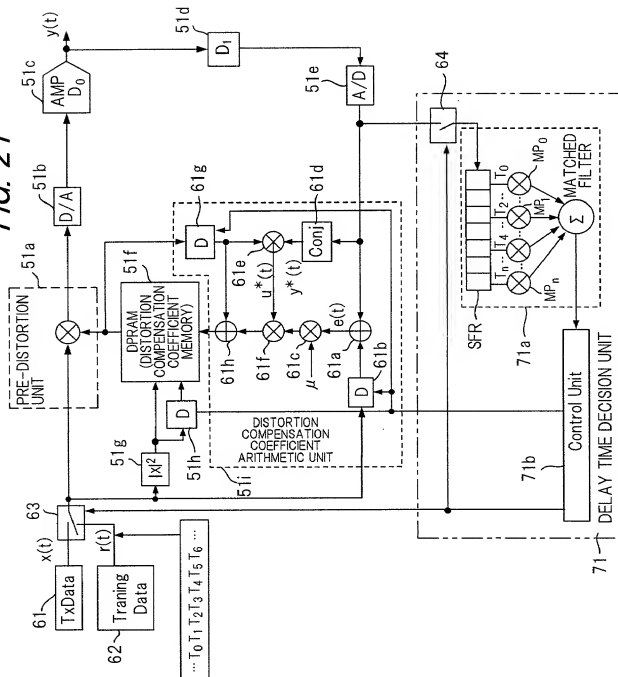 FIG. 21
x(t)
61
TxData
63
r(t)
Traning
Data
62
...T0 T1 T2 T3 T4 T5 T6 ...
PRE-DISTORTION
UNIT
51a
51b
D/A
51c
AMP
D0
y(t)
51d
D1
51e
A/D
51g
|x|²
51h
D
51f
DPRAM
(DISTORTION
COMPENSATION
COEFFICIENT
MEMORY)
61g
D
61e
u*(t)
61d
Conj
y*(t)
61h
61f
61c
μ
e(t)
61a
61b
D
DISTORTION
COMPENSATION
COEFFICIENT
ARITHMETIC UNIT
51i
64
SFR
T0
T2...
T4
Tn...
MP0
MP1
MPn
MATCHED
FILTER
Σ
71a
Control Unit
71b
71
DELAY TIME DECISION UNIT